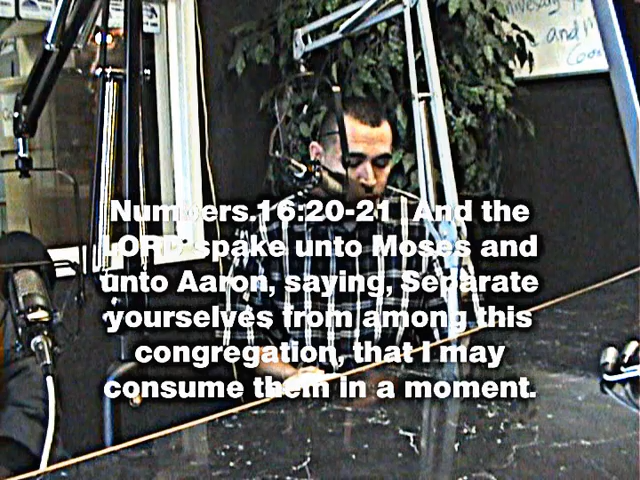 and M
Numbers 16:20-21 And the
LORD spake unto Moses and
unto Aaron, saying, Separate
yourselves from among this
congregation, that I may
consume them in a moment.